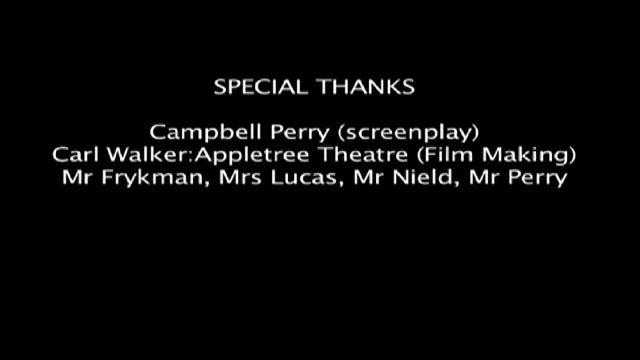 SPECIAL THANKS
Campbell Perry (screenplay)
Carl Walker:Appletree Theatre (Film Making)
Mr Frykman, Mrs Lucas, Mr Nield, Mr Perry